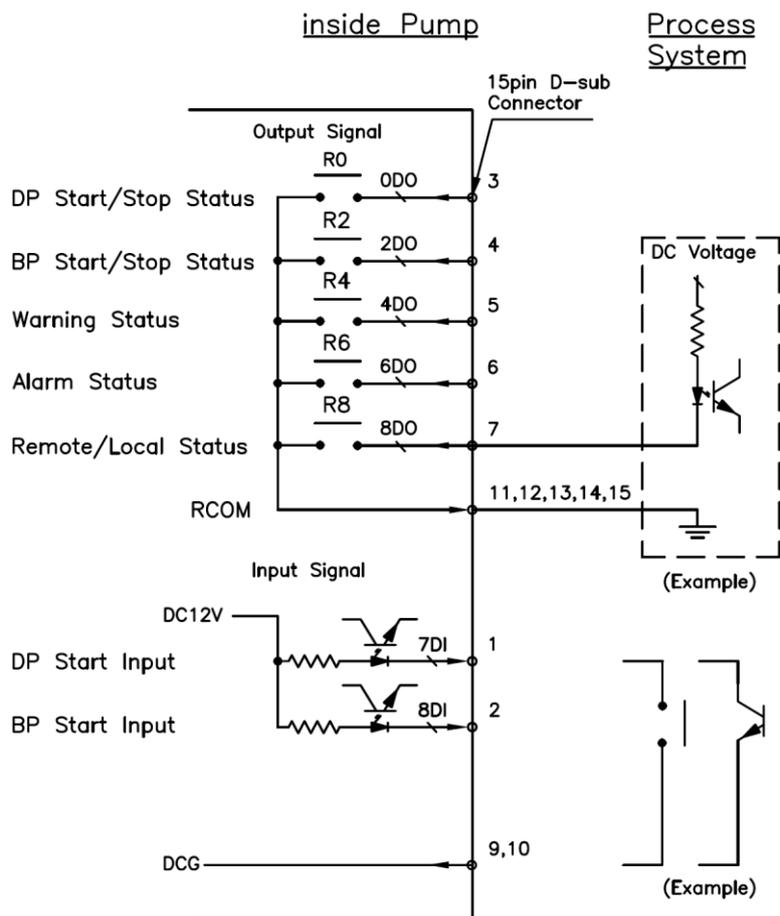 inside Pump
Process
System
15pin D-sub
Connector
Output Signal
R0
DP Start/Stop Status
0DO
3
R2
BP Start/Stop Status
2DO
4
DC Voltage
R4
Warning Status
4DO
5
R6
Alarm Status
6DO
6
R8
Remote/Local Status
8DO
7
RCOM
11,12,13,14,15
(Example)
Input Signal
DC12V
DP Start Input
7DI
1
BP Start Input
8DI
2
DCG
9,10
(Example)